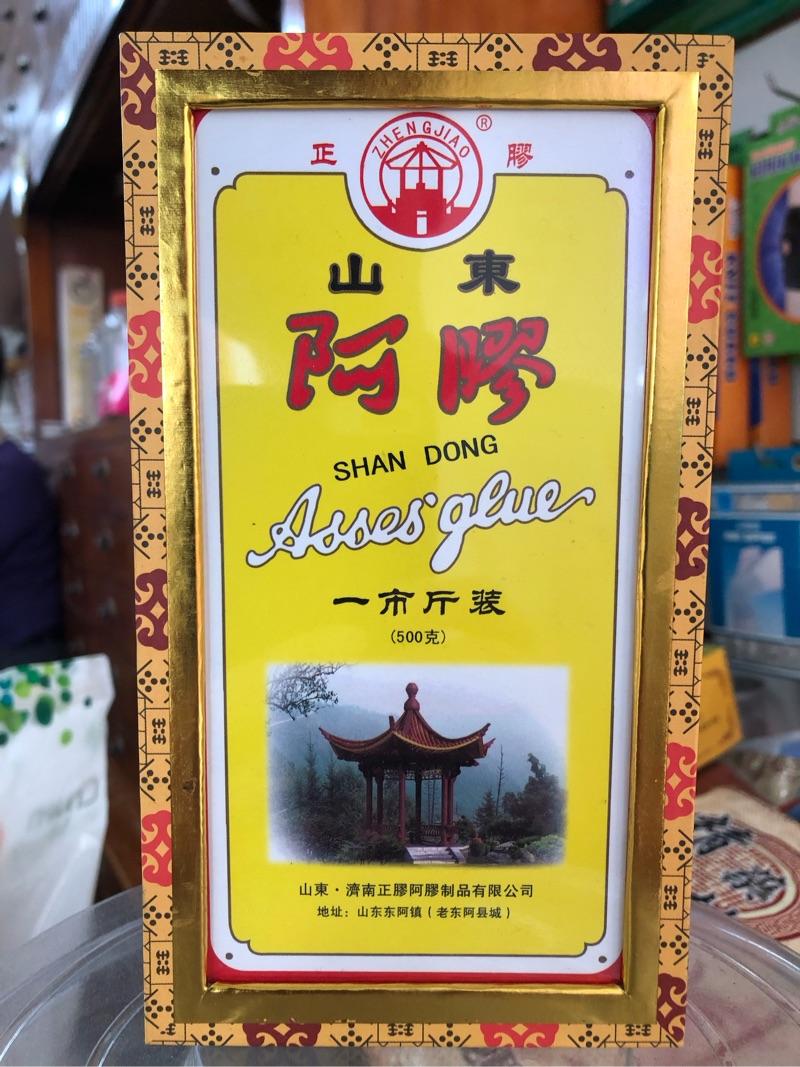 正 ZHENGJIAO® 膠
山 東
阿膠
SHAN DONG
Asses' glue
一市斤装
(500克)
山東·濟南正膠阿膠制品有限公司
地址：山东东阿镇（老东阿县城）